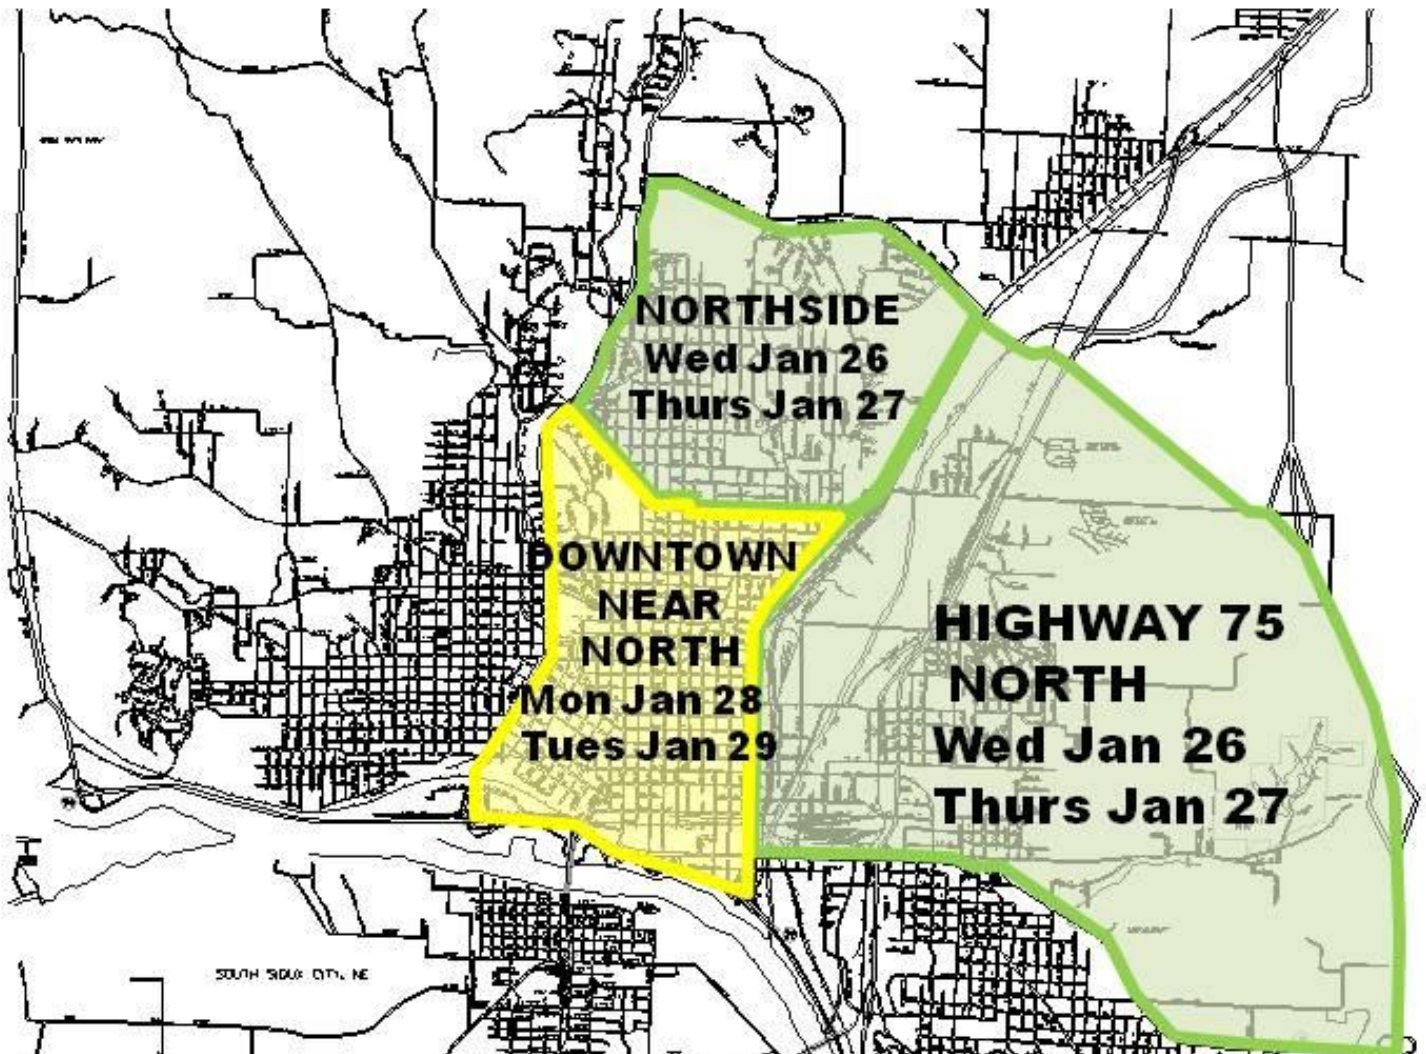 NORTHSIDE
Wed Jan 26
Thurs Jan 27
DOWNTOWN
NEAR
NORTH
Mon Jan 28
Tues Jan 29
HIGHWAY 75
NORTH
Wed Jan 26
Thurs Jan 27
SOUTH SIOUX CITY, NE